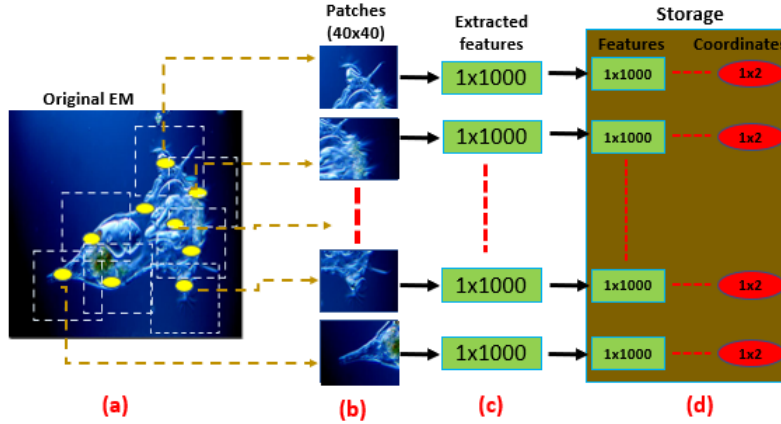 Patches
(40x40)
Extracted
features
Storage
Original EM
Features
Coordinates
1x1000
1x1000
1x2
1x1000
1x1000
1x2
1x1000
1x1000
1x2
1x1000
1x1000
1x2
(a)
(b)
(c)
(d)